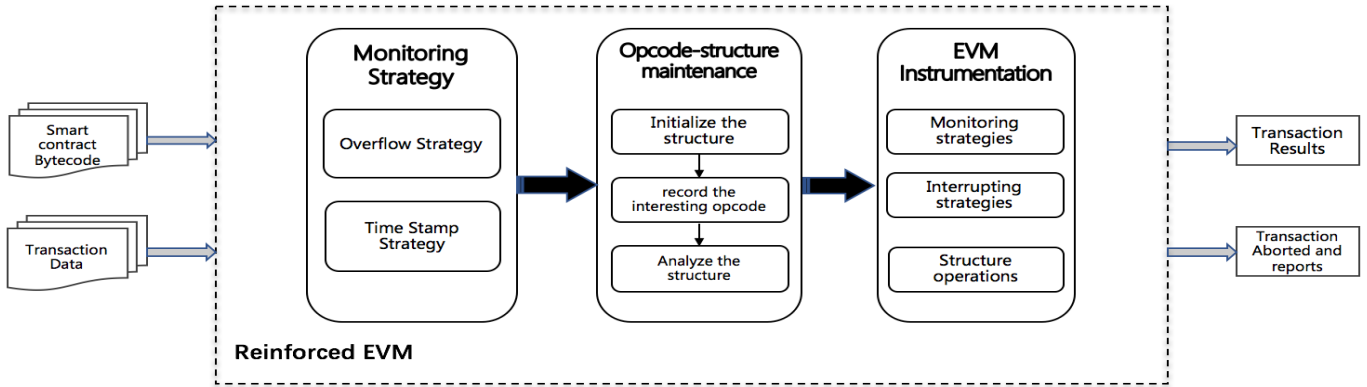 Smart
contract
Bytecode
Transaction
Data
Monitoring
Strategy
Overflow Strategy
Time Stamp
Strategy
Opcode-structure
maintenance
Initialize the
structure
record the
interesting opcode
Analyze the
structure
EVM
Instrumentation
Monitoring
strategies
Interrupting
strategies
Structure
operations
Reinforced EVM
Transaction
Results
Transaction
Aborted and
reports